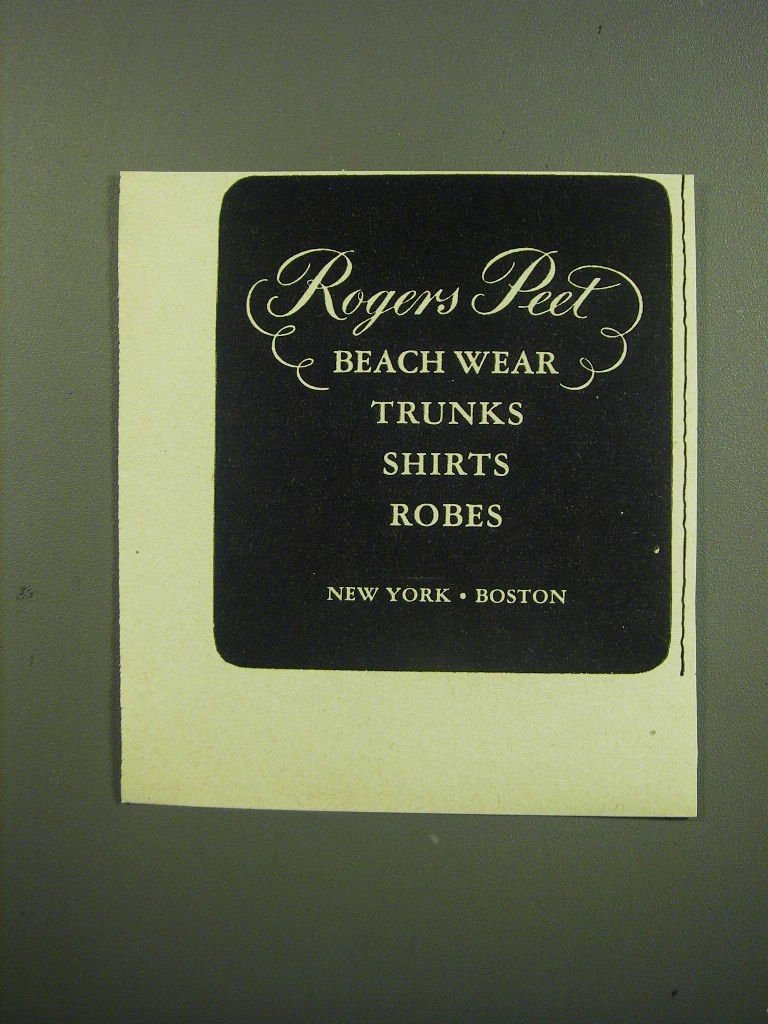 Rogers Peet
BEACH WEAR
TRUNKS
SHIRTS
ROBES
NEW YORK • BOSTON